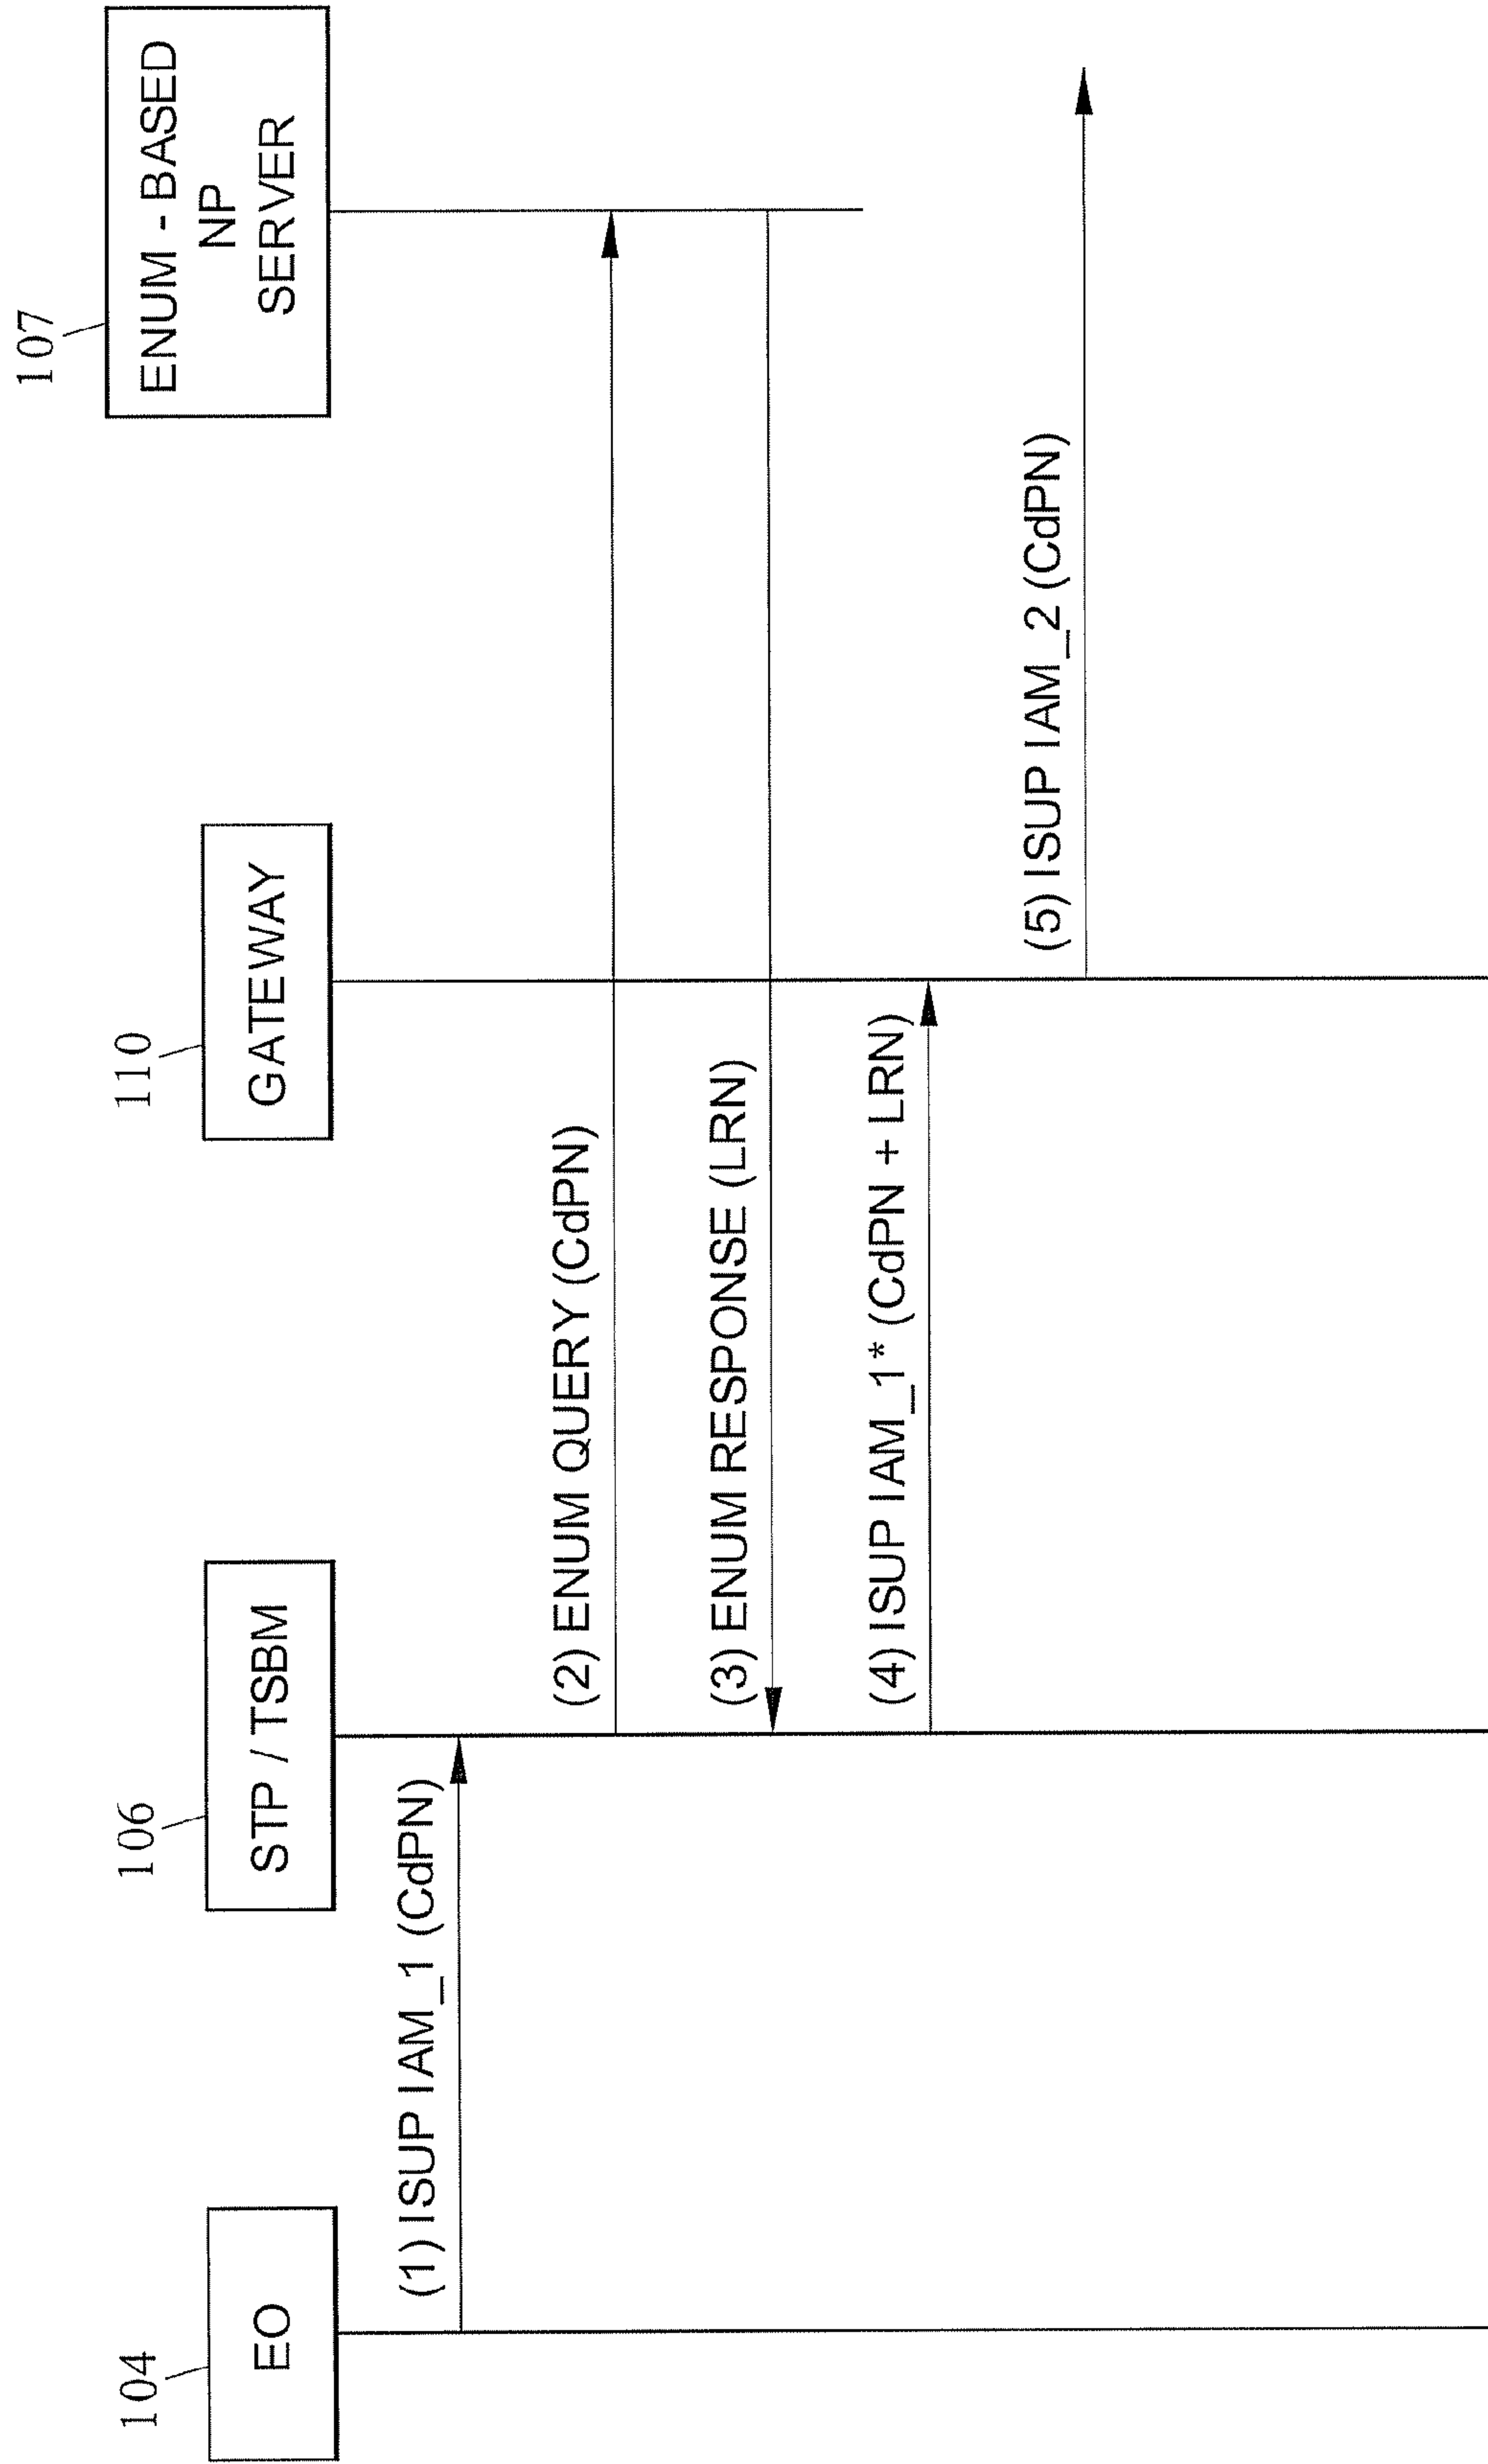 104
EO
106
STP / TSBM
110
GATEWAY
107
ENUM - BASED
NP
SERVER
(1) ISUP IAM_1 (CdPN)
(2) ENUM QUERY (CdPN)
(3) ENUM RESPONSE (LRN)
(4) ISUP IAM_1* (CdPN + LRN)
(5) ISUP IAM_2 (CdPN)